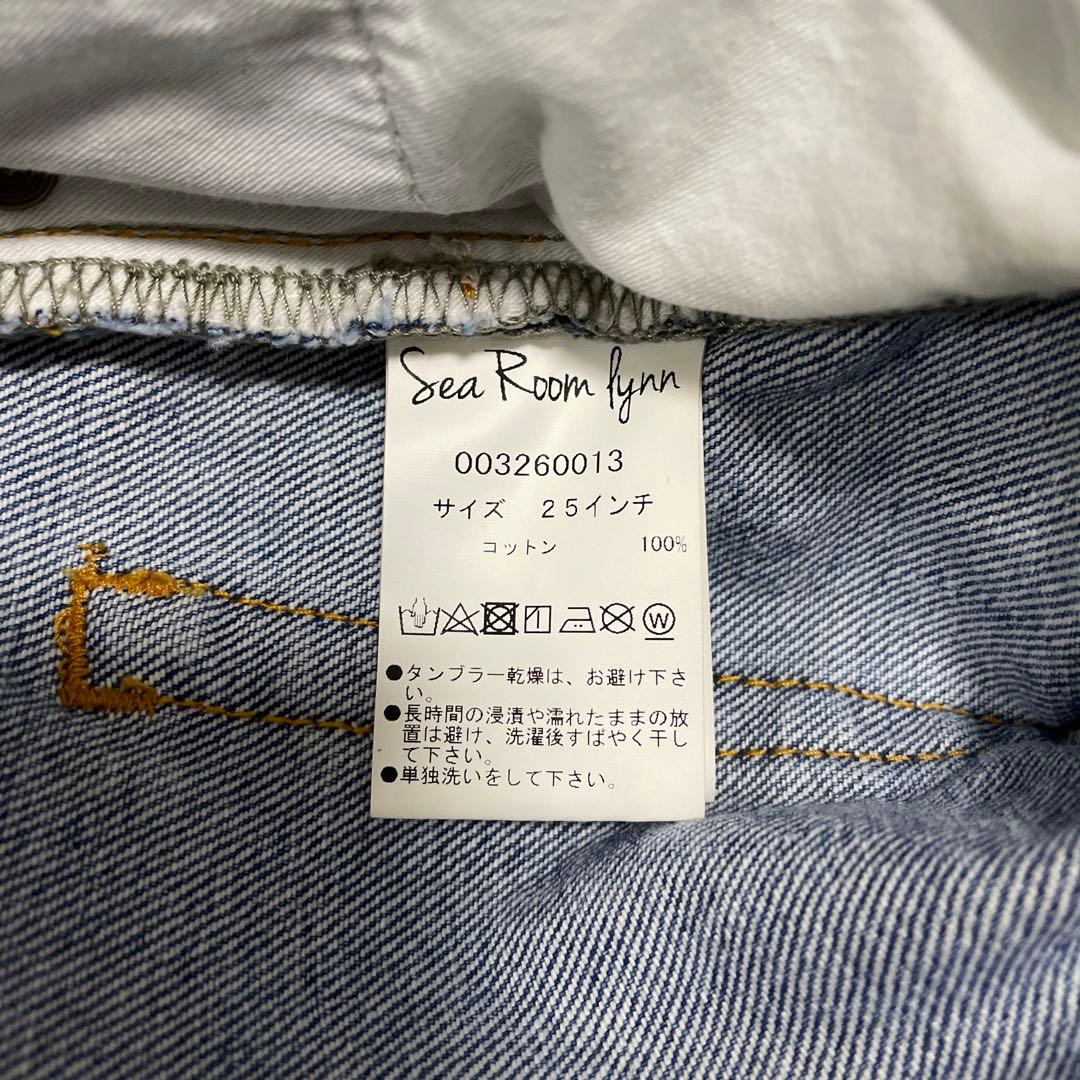 Sea Room lynn
003260013
サイズ 25インチ
コットン 100%
W
●タンブラー乾燥は、お避け下さ
い。
●長時間の浸漬や濡れたままの放
置は避け、洗濯後すばやく干し
て下さい。
●単独洗いをして下さい。